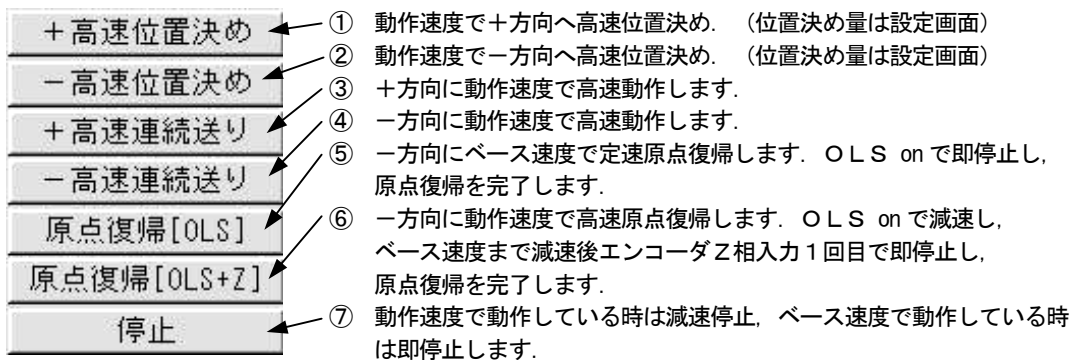 ＋高速位置決め
① 動作速度で＋方向へ高速位置決め. （位置決め量は設定画面）
－高速位置決め
② 動作速度で－方向へ高速位置決め. （位置決め量は設定画面）
＋高速連続送り
③ ＋方向に動作速度で高速動作します.
－高速連続送り
④ －方向に動作速度で高速動作します.
原点復帰[OLS]
⑤ －方向にベース速度で定速原点復帰します. ＯＬＳ on で即停止し,
原点復帰を完了します.
原点復帰[OLS+Z]
⑥ －方向に動作速度で高速原点復帰します. ＯＬＳ on で減速し,
ベース速度まで減速後エンコーダＺ相入力１回目で即停止し,
原点復帰を完了します.
停止
⑦ 動作速度で動作している時は減速停止, ベース速度で動作している時
は即停止します.